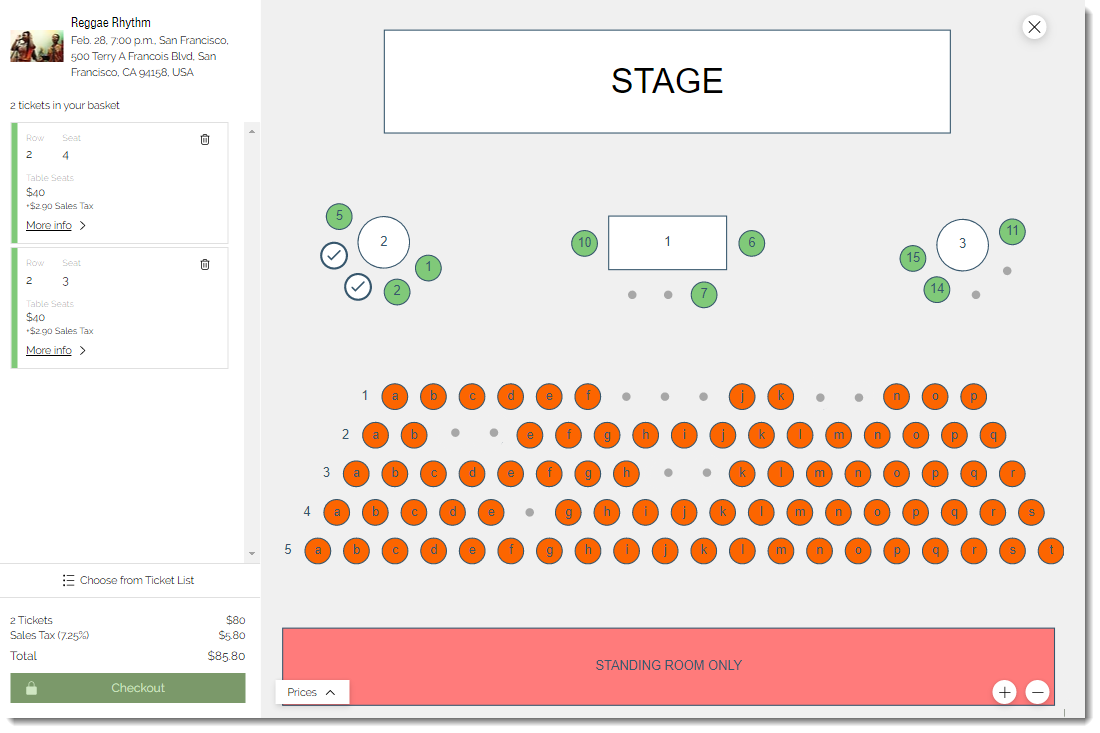 Reggae Rhythm
Feb. 28, 7:00 p.m., San Francisco,
500 Terry A Francois Blvd, San
Francisco, CA 94158, USA
2 tickets in your basket
Row Seat
2 4
Table Seats
$40
+$2.90 Sales Tax
More info
Row Seat
2 3
Table Seats
$40
+$2.90 Sales Tax
More info
Choose from Ticket List
2 Tickets $80
Sales Tax (7.25%) $5.80
Total $85.80
Checkout
STAGE
5 2 1 2
10 1 6 7
11 3 15 14
1 a b c d e f j k n o p
2 a b e f g h i j k l m n o p q
3 a b c d e f g h k l m n o p q r
4 a b c d e g h i j k l m n o p q r s
5 a b c d e f g h i j k l m n o p q r s t
STANDING ROOM ONLY
Prices